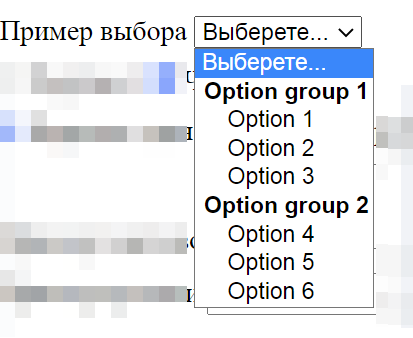 Пример выбора Выберете...
Выберете...
Option group 1
Option 1
Option 2
Option 3
Option group 2
Option 4
Option 5
Option 6